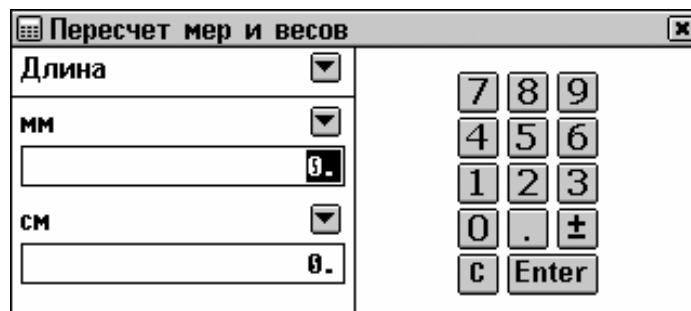 Пересчет мер и весов
Длина
7 8 9
мм
4 5 6
0.
1 2 3
см
0 . ±
0.
C Enter